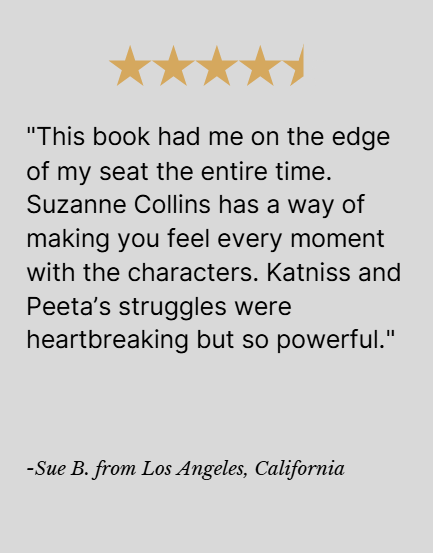 "This book had me on the edge
of my seat the entire time.
Suzanne Collins has a way of
making you feel every moment
with the characters. Katniss and
Peeta’s struggles were
heartbreaking but so powerful."
-Sue B. from Los Angeles, California